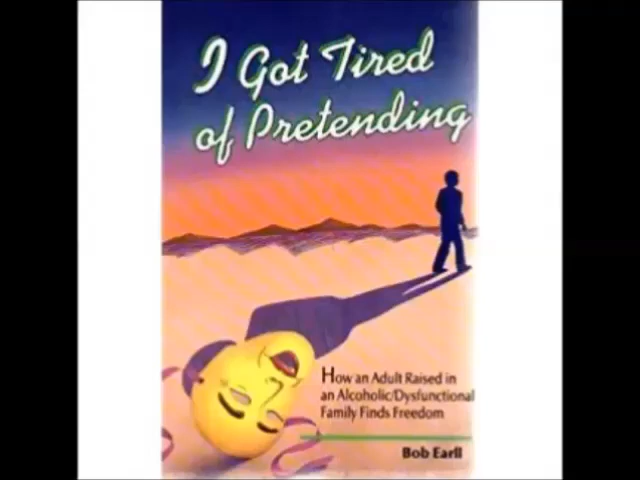 I Got Tired
of Pretending
How an Adult Raised in
an Alcoholic/Dysfunctional
Family Finds Freedom
Bob Earll